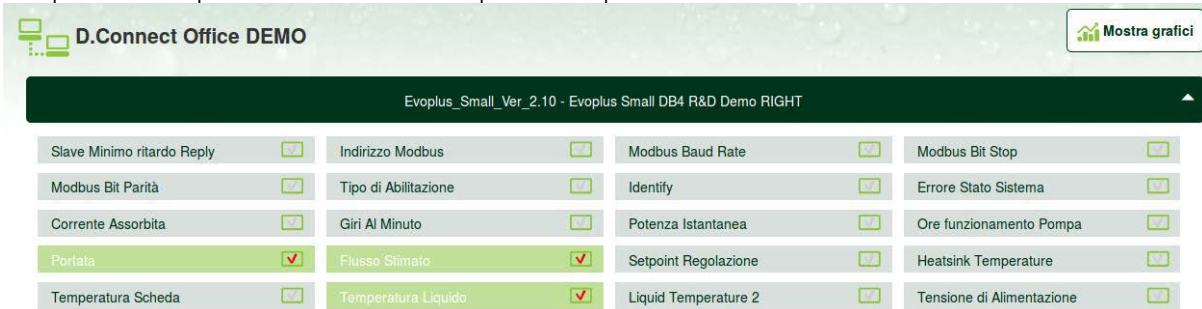 D.Connect Office DEMO
Mostra grafici
Evoplus_Small_Ver_2.10 - Evoplus Small DB4 R&D Demo RIGHT
Slave Minimo ritardo Reply Indirizzo Modbus Modbus Baud Rate Modbus Bit Stop
Modbus Bit Parità Tipo di Abilitazione Identify Errore Stato Sistema
Corrente Assorbita Giri Al Minuto Potenza Istantanea Ore funzionamento Pompa
Portata Flusso Stimato Setpoint Regolazione Heatsink Temperature
Temperatura Scheda Temperatura Liquido Liquid Temperature 2 Tensione di Alimentazione